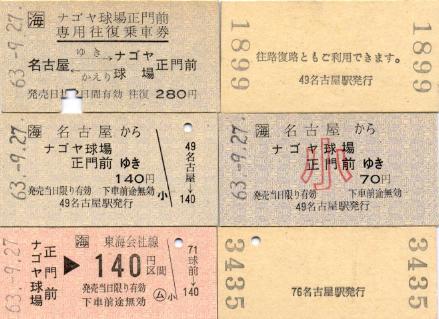 63.-9.27.
海 ナゴヤ球場正門前
専用往復乗車券
名古屋 ゆき かえり ナゴヤ球場 正門前
発売日 2日間有効 往復 280円
1899
往路復路ともご利用できます。
49名古屋駅発行
63.-9.27
海 名古屋 から
ナゴヤ球場
正門前 ゆき
140円
発売当日限り有効 下車前途無効
49名古屋駅発行
49
名古屋
↓
140
小
63.-9.27.
海 名古屋 から
ナゴヤ球場
正門前 ゆき
小
70円
発売当日限り有効 下車前途無効
49名古屋駅発行
63.-9.27
海 東海会社線
ナゴヤ球場 正門前
▶ 140円区間
発売当日限り有効
下車前途無効 ム 小
71
球前
↓
140
3435
76名古屋駅発行